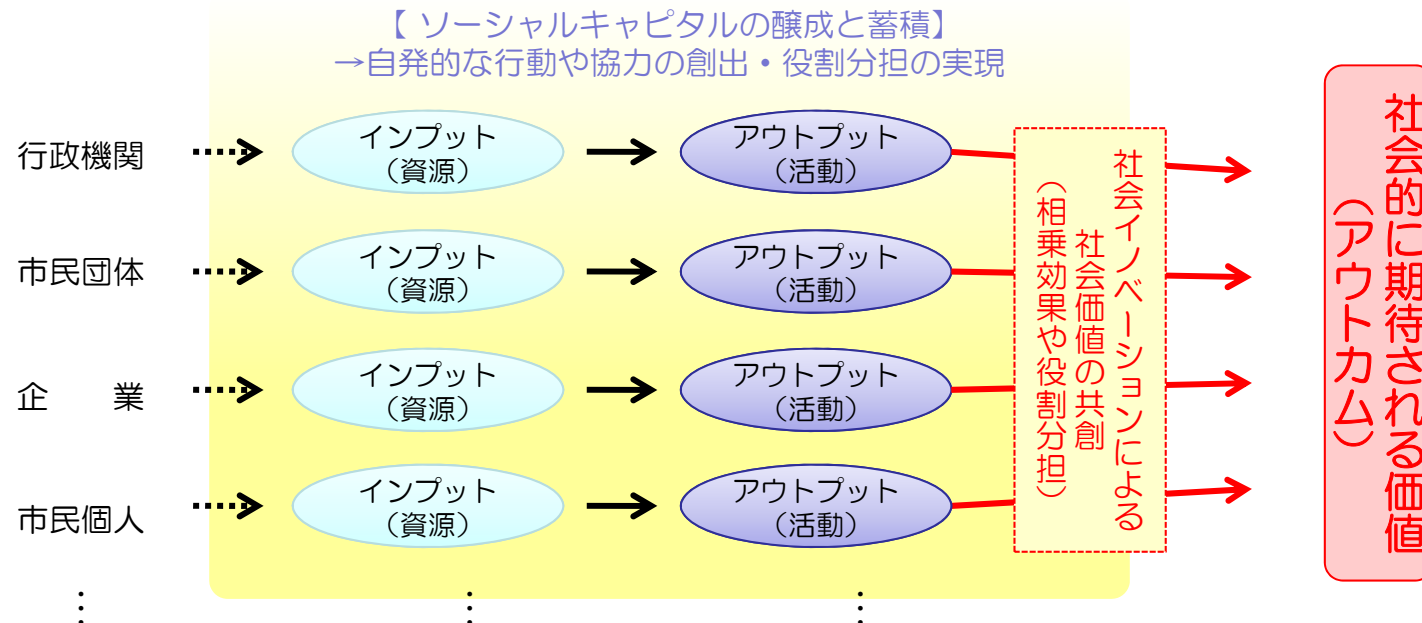 【 ソーシャルキャピタルの醸成と蓄積】
→自発的な行動や協力の創出・役割分担の実現
行政機関
インプット
（資源）
アウトプット
（活動）
市民団体
インプット
（資源）
アウトプット
（活動）
企　業
インプット
（資源）
アウトプット
（活動）
市民個人
インプット
（資源）
アウトプット
（活動）
⋮
⋮
⋮
社会イノベーションによる
社会価値の共創
（相乗効果や役割分担）
社会的に期待される価値
（アウトカム）